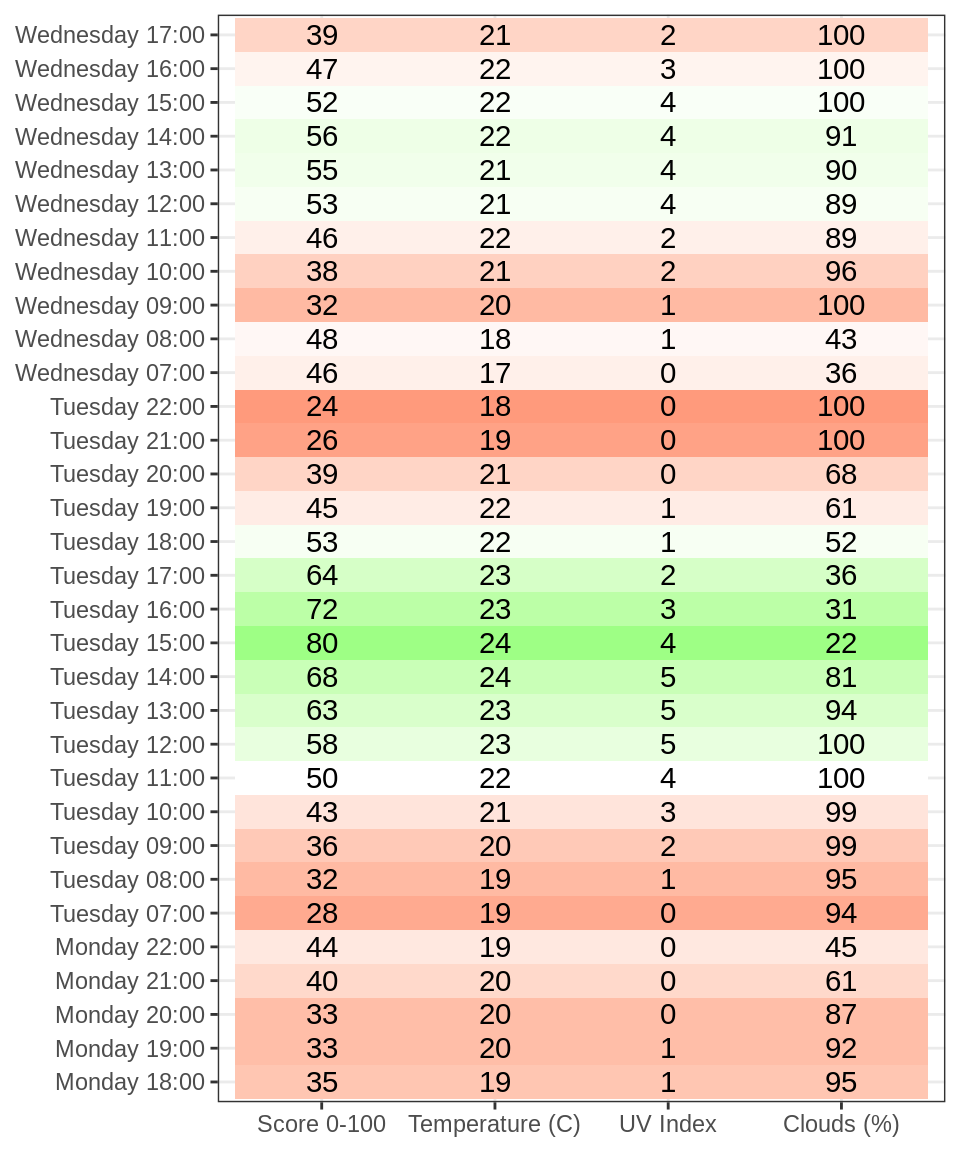 Wednesday 17:00 39 21 2 100
Wednesday 16:00 47 22 3 100
Wednesday 15:00 52 22 4 100
Wednesday 14:00 56 22 4 91
Wednesday 13:00 55 21 4 90
Wednesday 12:00 53 21 4 89
Wednesday 11:00 46 22 2 89
Wednesday 10:00 38 21 2 96
Wednesday 09:00 32 20 1 100
Wednesday 08:00 48 18 1 43
Wednesday 07:00 46 17 0 36
Tuesday 22:00 24 18 0 100
Tuesday 21:00 26 19 0 100
Tuesday 20:00 39 21 0 68
Tuesday 19:00 45 22 1 61
Tuesday 18:00 53 22 1 52
Tuesday 17:00 64 23 2 36
Tuesday 16:00 72 23 3 31
Tuesday 15:00 80 24 4 22
Tuesday 14:00 68 24 5 81
Tuesday 13:00 63 23 5 94
Tuesday 12:00 58 23 5 100
Tuesday 11:00 50 22 4 100
Tuesday 10:00 43 21 3 99
Tuesday 09:00 36 20 2 99
Tuesday 08:00 32 19 1 95
Tuesday 07:00 28 19 0 94
Monday 22:00 44 19 0 45
Monday 21:00 40 20 0 61
Monday 20:00 33 20 0 87
Monday 19:00 33 20 1 92
Monday 18:00 35 19 1 95
Score 0-100 Temperature (C) UV Index Clouds (%)